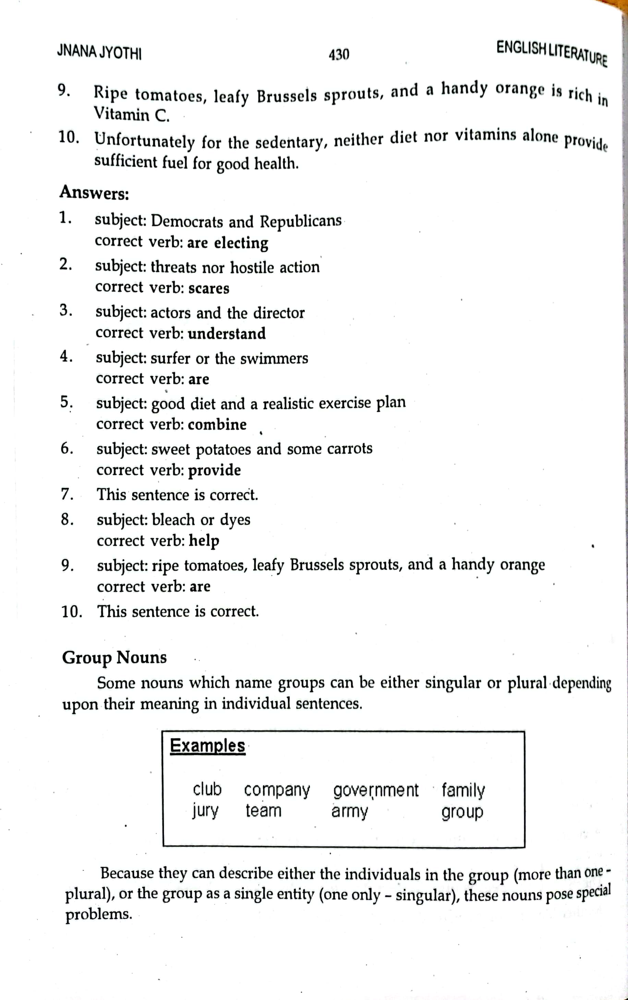 JNANA JYOTHI 430 ENGLISH LITERATURE
9. Ripe tomatoes, leafy Brussels sprouts, and a handy orange is rich in
Vitamin C.
10. Unfortunately for the sedentary, neither diet nor vitamins alone provide
sufficient fuel for good health.
Answers:
1. subject: Democrats and Republicans
correct verb: are electing
2. subject: threats nor hostile action
correct verb: scares
3. subject: actors and the director
correct verb: understand
4. subject: surfer or the swimmers
correct verb: are
5. subject: good diet and a realistic exercise plan
correct verb: combine
6. subject: sweet potatoes and some carrots
correct verb: provide
7. This sentence is correct.
8. subject: bleach or dyes
correct verb: help
9. subject: ripe tomatoes, leafy Brussels sprouts, and a handy orange
correct verb: are
10. This sentence is correct.
Group Nouns
Some nouns which name groups can be either singular or plural depending
upon their meaning in individual sentences.
Examples
club company government family
jury team army group
Because they can describe either the individuals in the group (more than one -
plural), or the group as a single entity (one only – singular), these nouns pose special
problems.